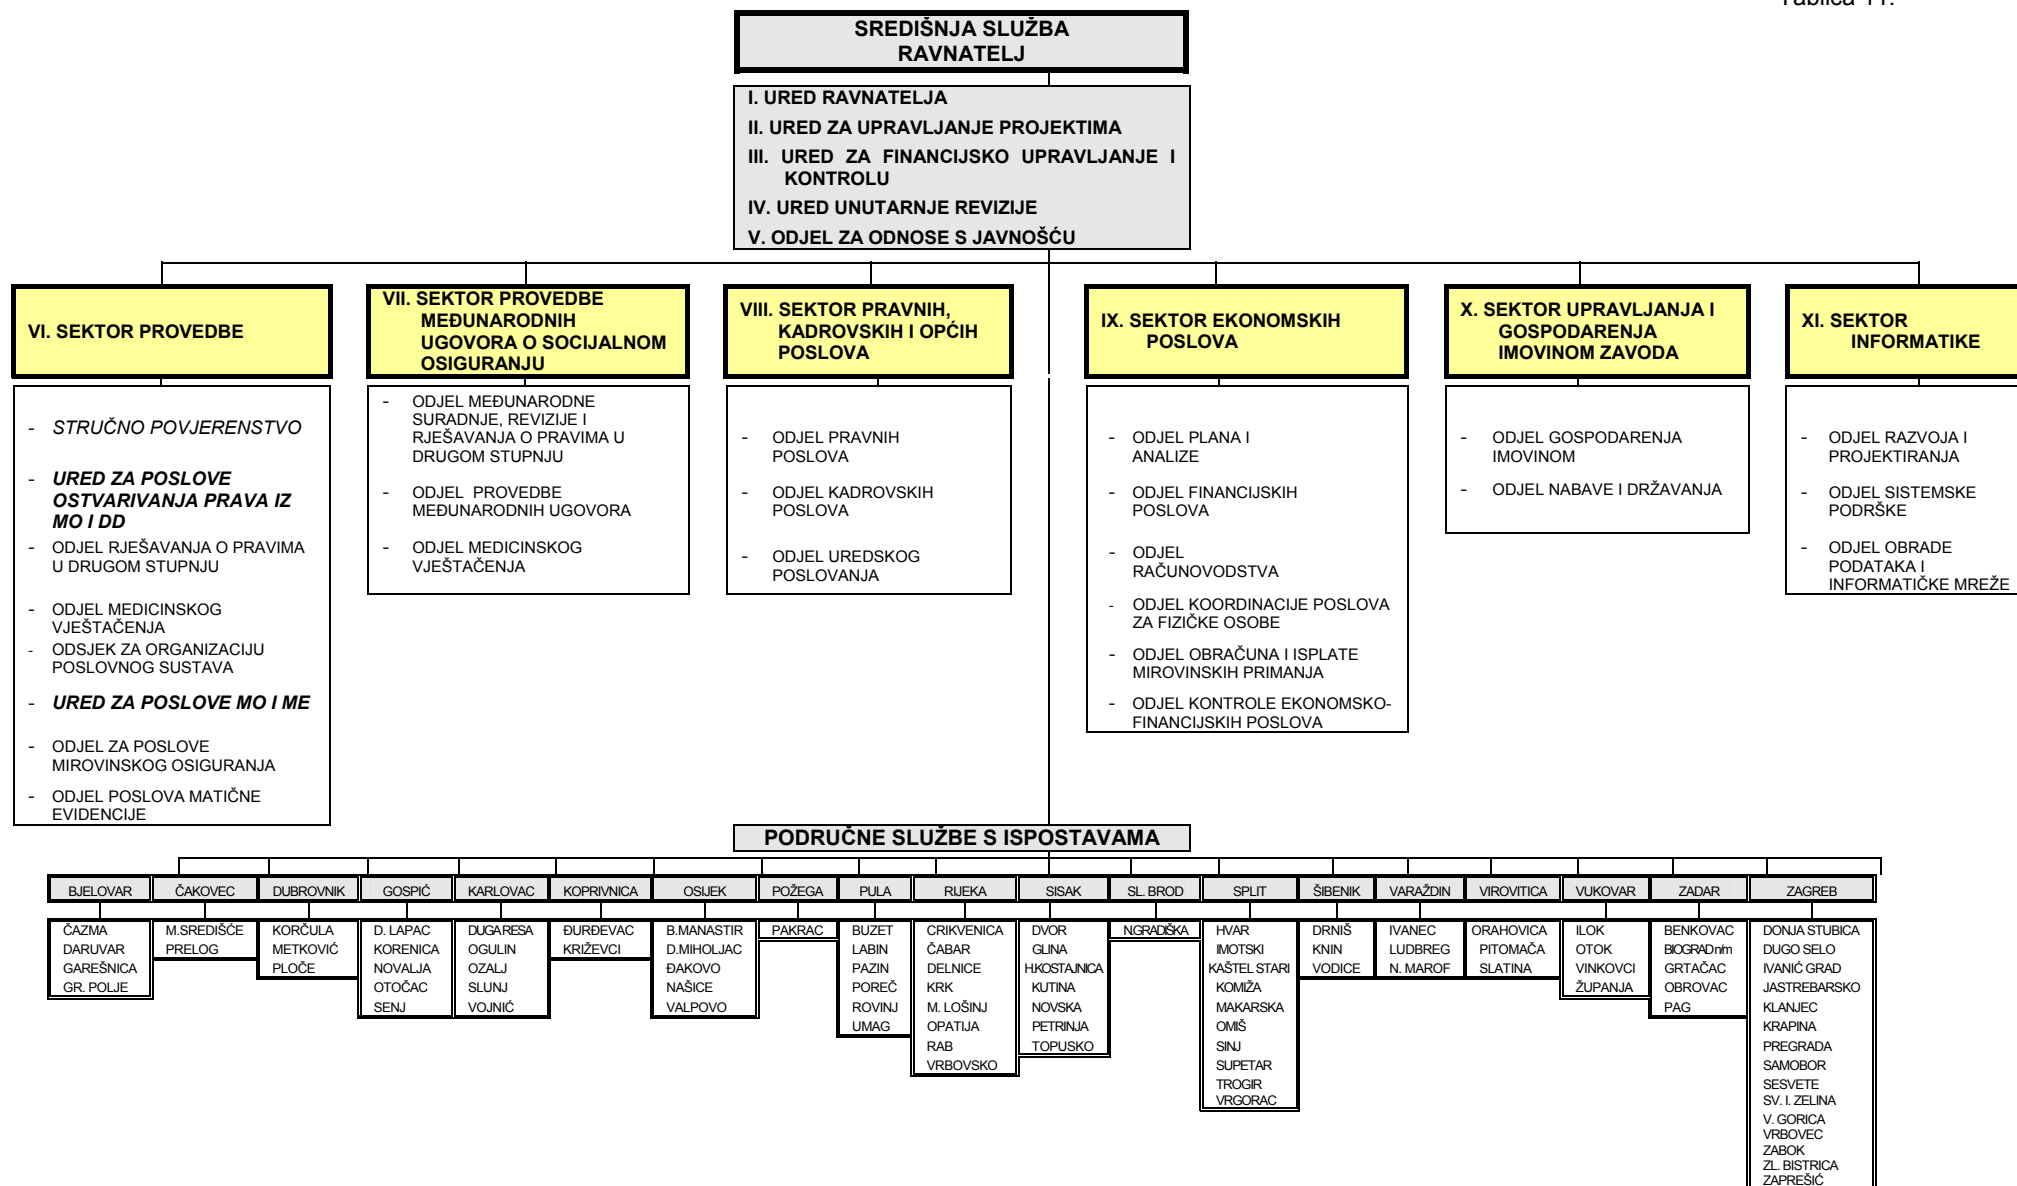 Tablica 11.
SREDIŠNJA SLUŽBA
RAVNATELJ
I. URED RAVNATELJA
II. URED ZA UPRAVLJANJE PROJEKTIMA
III. URED ZA FINANCIJSKO UPRAVLJANJE I
KONTROLU
IV. URED UNUTARNJE REVIZIJE
V. ODJEL ZA ODNOSE S JAVNOŠĆU
VI. SEKTOR PROVEDBE
- STRUČNO POVJERENSTVO
- URED ZA POSLOVE
OSTVARIVANJA PRAVA IZ
MO I DD
- ODJEL RJEŠAVANJA O PRAVIMA
U DRUGOM STUPNJU
- ODJEL MEDICINSKOG
VJEŠTAČENJA
- ODSJEK ZA ORGANIZACIJU
POSLOVNOG SUSTAVA
- URED ZA POSLOVE MO I ME
- ODJEL ZA POSLOVE
MIROVINSKOG OSIGURANJA
- ODJEL POSLOVA MATIČNE
EVIDENCIJE
VII. SEKTOR PROVEDBE
MEĐUNARODNIH
UGOVORA O SOCIJALNOM
OSIGURANJU
- ODJEL MEĐUNARODNE
SURADNJE, REVIZIJE I
RJEŠAVANJA O PRAVIMA U
DRUGOM STUPNJU
- ODJEL PROVEDBE
MEĐUNARODNIH UGOVORA
- ODJEL MEDICINSKOG
VJEŠTAČENJA
VIII. SEKTOR PRAVNIH,
KADROVSKIH I OPĆIH
POSLOVA
- ODJEL PRAVNIH
POSLOVA
- ODJEL KADROVSKIH
POSLOVA
- ODJEL UREDSKOG
POSLOVANJA
IX. SEKTOR EKONOMSKIH
POSLOVA
- ODJEL PLANA I
ANALIZE
- ODJEL FINANCIJSKIH
POSLOVA
- ODJEL
RAČUNOVODSTVA
- ODJEL KOORDINACIJE POSLOVA
ZA FIZIČKE OSOBE
- ODJEL OBRAČUNA I ISPLATE
MIROVINSKIH PRIMANJA
- ODJEL KONTROLE EKONOMSKO-
FINANCIJSKIH POSLOVA
X. SEKTOR UPRAVLJANJA I
GOSPODARENJA
IMOVINOM ZAVODA
- ODJEL GOSPODARENJA
IMOVINOM
- ODJEL NABAVE I DRŽAVANJA
XI. SEKTOR
INFORMATIKE
- ODJEL RAZVOJA I
PROJEKTIRANJA
- ODJEL SISTEMSKE
PODRŠKE
- ODJEL OBRADE
PODATAKA I
INFORMATIČKE MREŽE
PODRUČNE SLUŽBE S ISPOSTAVAMA
BJELOVAR
ČAZMA
DARUVAR
GAREŠNICA
GR. POLJE
ČAKOVEC
M.SREDIŠĆE
PRELOG
DUBROVNIK
KORČULA
METKOVIĆ
PLOČE
GOSPIĆ
D. LAPAC
KORENICA
NOVALJA
OTOČAC
SENJ
KARLOVAC
DUGA RESA
OGULIN
OZALJ
SLUNJ
VOJNIĆ
KOPRIVNICA
ĐURĐEVAC
KRIŽEVCI
OSIJEK
B.MANASTIR
D.MIHOLJAC
ĐAKOVO
NAŠICE
VALPOVO
POŽEGA
PAKRAC
PULA
BUZET
LABIN
PAZIN
POREČ
ROVINJ
UMAG
RIJEKA
CRIKVENICA
ČABAR
DELNICE
KRK
M. LOŠINJ
OPATIJA
RAB
VRBOVSKO
SISAK
DVOR
GLINA
H.KOSTAJNICA
KUTINA
NOVSKA
PETRINJA
TOPUSKO
SL. BROD
N.GRADIŠKA
SPLIT
HVAR
IMOTSKI
KAŠTEL STARI
KOMIŽA
MAKARSKA
OMIŠ
SINJ
SUPETAR
TROGIR
VRGORAC
ŠIBENIK
DRNIŠ
KNIN
VODICE
VARAŽDIN
IVANEC
LUDBREG
N. MAROF
VIROVITICA
ORAHOVICA
PITOMAČA
SLATINA
VUKOVAR
ILOK
OTOK
VINKOVCI
ŽUPANJA
ZADAR
BENKOVAC
BIOGRAD n/m
GRTAČAC
OBROVAC
PAG
ZAGREB
DONJA STUBICA
DUGO SELO
IVANIĆ GRAD
JASTREBARSKO
KLANJEC
KRAPINA
PREGRADA
SAMOBOR
SESVETE
SV. I. ZELINA
V. GORICA
VRBOVEC
ZABOK
ZL. BISTRICA
ZAPREŠIĆ